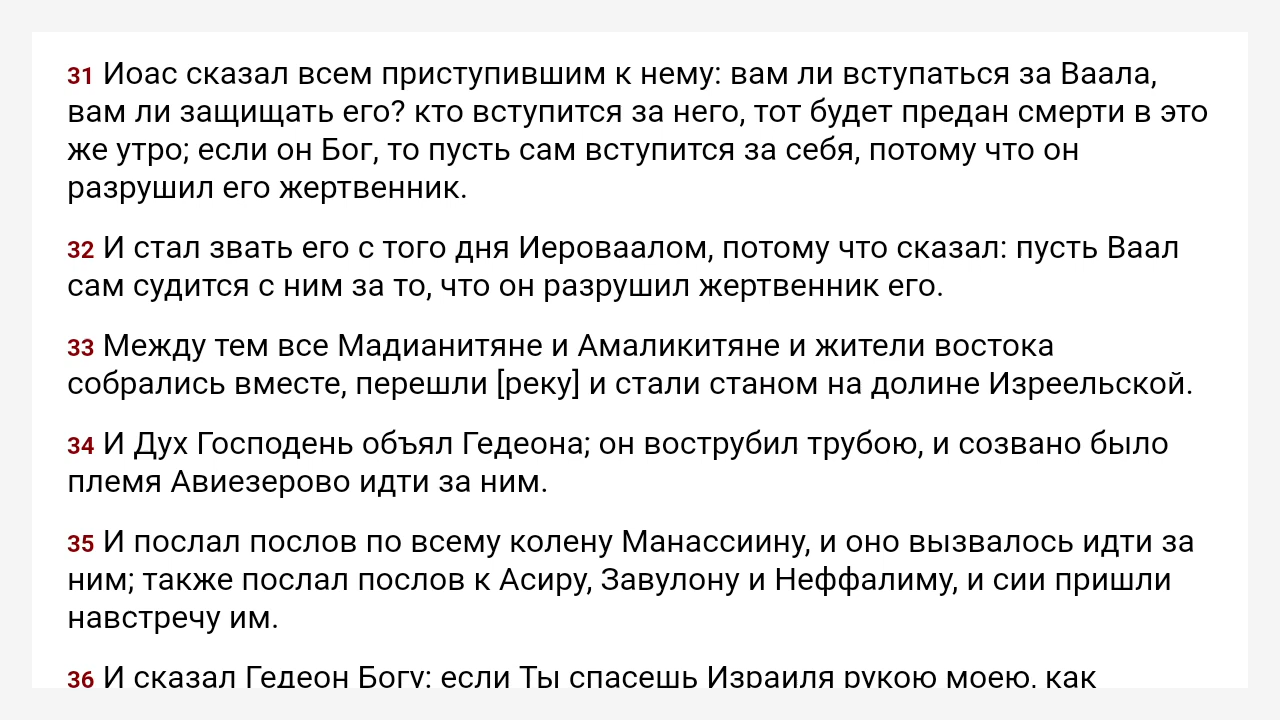 31 Иоас сказал всем приступившим к нему: вам ли вступаться за Ваала,
вам ли защищать его? кто вступится за него, тот будет предан смерти в это
же утро; если он Бог, то пусть сам вступится за себя, потому что он
разрушил его жертвенник.
32 И стал звать его с того дня Иероваалом, потому что сказал: пусть Ваал
сам судится с ним за то, что он разрушил жертвенник его.
33 Между тем все Мадианитяне и Амаликитяне и жители востока
собрались вместе, перешли [реку] и стали станом на долине Изреельской.
34 И Дух Господень объял Гедеона; он вострубил трубою, и созвано было
племя Авиезерово идти за ним.
35 И послал послов по всему колену Манассиину, и оно вызвалось идти за
ним; также послал послов к Асиру, Завулону и Неффалиму, и сии пришли
навстречу им.
36 И сказал Гедеон Богу: если Ты спасешь Израиля рукою моею, как